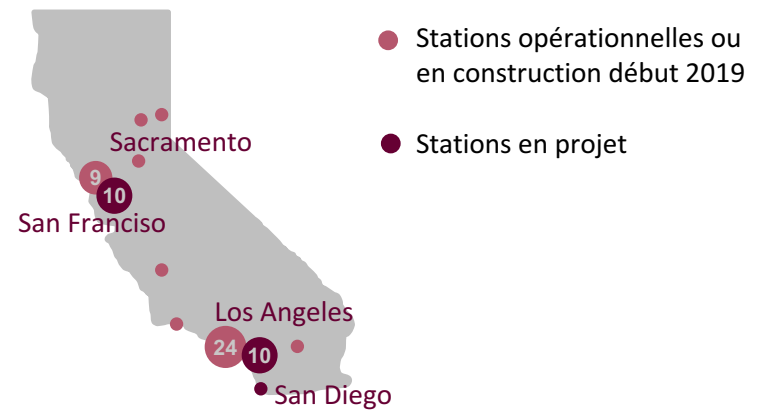 Stations opérationnelles ou
en construction début 2019
Stations en projet
Sacramento
9
10
San Franciso
Los Angeles
24
10
San Diego